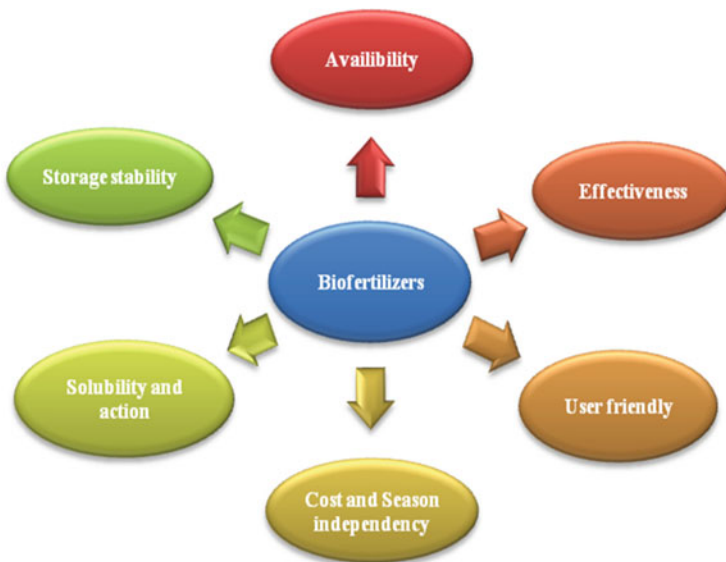 Availibility
Storage stability
Effectiveness
Biofertilizers
Solubility and
action
User friendly
Cost and Season
independency